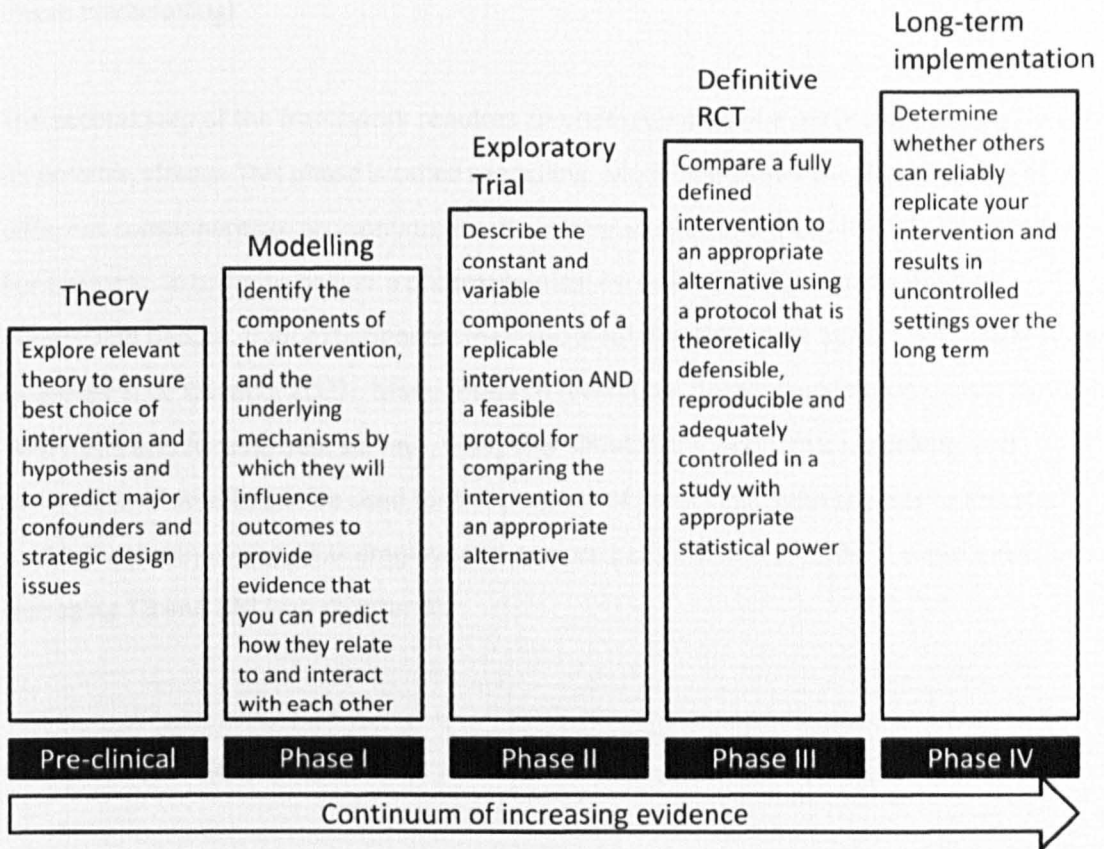 Theory
Explore relevant
theory to ensure
best choice of
intervention and
hypothesis and
to predict major
confounders and
strategic design
issues
Pre-clinical
Modelling
Identify the
components of
the intervention,
and the
underlying
mechanisms by
which they will
influence
outcomes to
provide
evidence that
you can predict
how they relate
to and interact
with each other
Phase I
Exploratory
Trial
Describe the
constant and
variable
components of a
replicable
intervention AND
a feasible
protocol for
comparing the
intervention to
an appropriate
alternative
Phase II
Definitive
RCT
Compare a fully
defined
intervention to
an appropriate
alternative using
a protocol that is
theoretically
defensible,
reproducible and
adequately
controlled in a
study with
appropriate
statistical power
Phase III
Long-term
implementation
Determine
whether others
can reliably
replicate your
intervention and
results in
uncontrolled
settings over the
long term
Phase IV
Continuum of increasing evidence